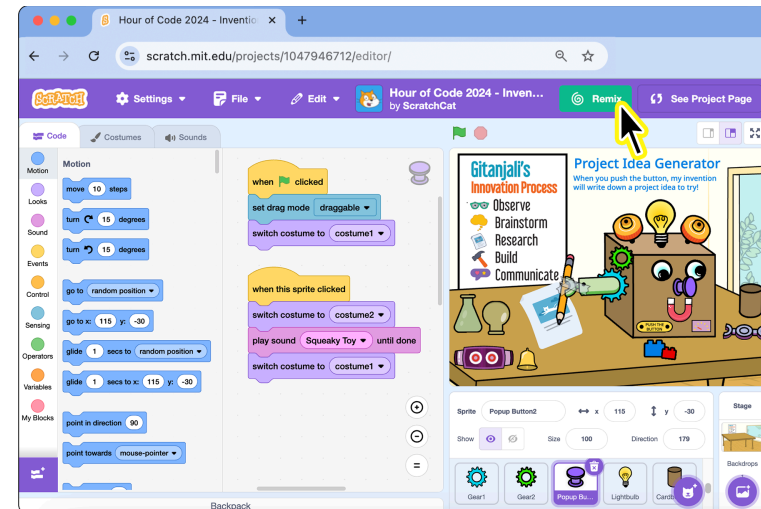 Hour of Code 2024 - Inventio
scratch.mit.edu/projects/1047946712/editor/
SCRATCH
Settings
File
Edit
Hour of Code 2024 - Inven...
by ScratchCat
Remix
See Project Page
Code
Costumes
Sounds
Motion
Looks
Sound
Events
Control
Sensing
Operators
Variables
My Blocks
Motion
move 10 steps
turn 15 degrees
turn 15 degrees
go to random position
go to x: 115 y: -30
glide 1 secs to random position
glide 1 secs to x: 115 y: -30
point in direction 90
point towards mouse-pointer
when clicked
set drag mode draggable
switch costume to costume1
when this sprite clicked
switch costume to costume2
play sound Squeaky Toy until done
switch costume to costume1
Backpack
Gitanjali's
Innovation Process
Observe
Brainstorm
Research
Build
Communicate
Project Idea Generator
When you push the button, my invention
will write down a project idea to try!
PUSH THE
BUTTON
Sprite Popup Button2 x 115 y -30
Show Size 100 Direction 179
Gear1
Gear2
Popup Bu...
Lightbulb
Stage
Backdrops